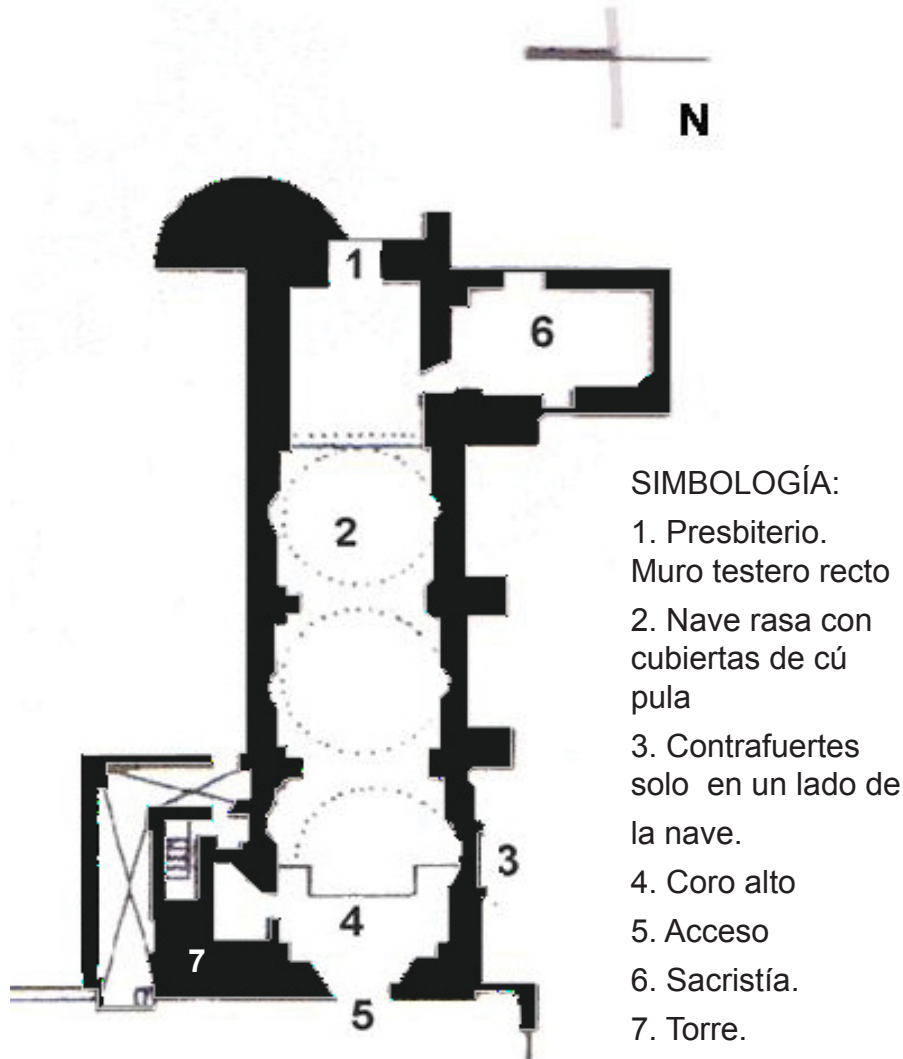 N
1
6
2
3
4
7
5
SIMBOLOGÍA:
1. Presbiterio.
Muro testero recto
2. Nave rasa con
cubiertas de cú
pula
3. Contrafuertes
solo en un lado de
la nave.
4. Coro alto
5. Acceso
6. Sacristía.
7. Torre.